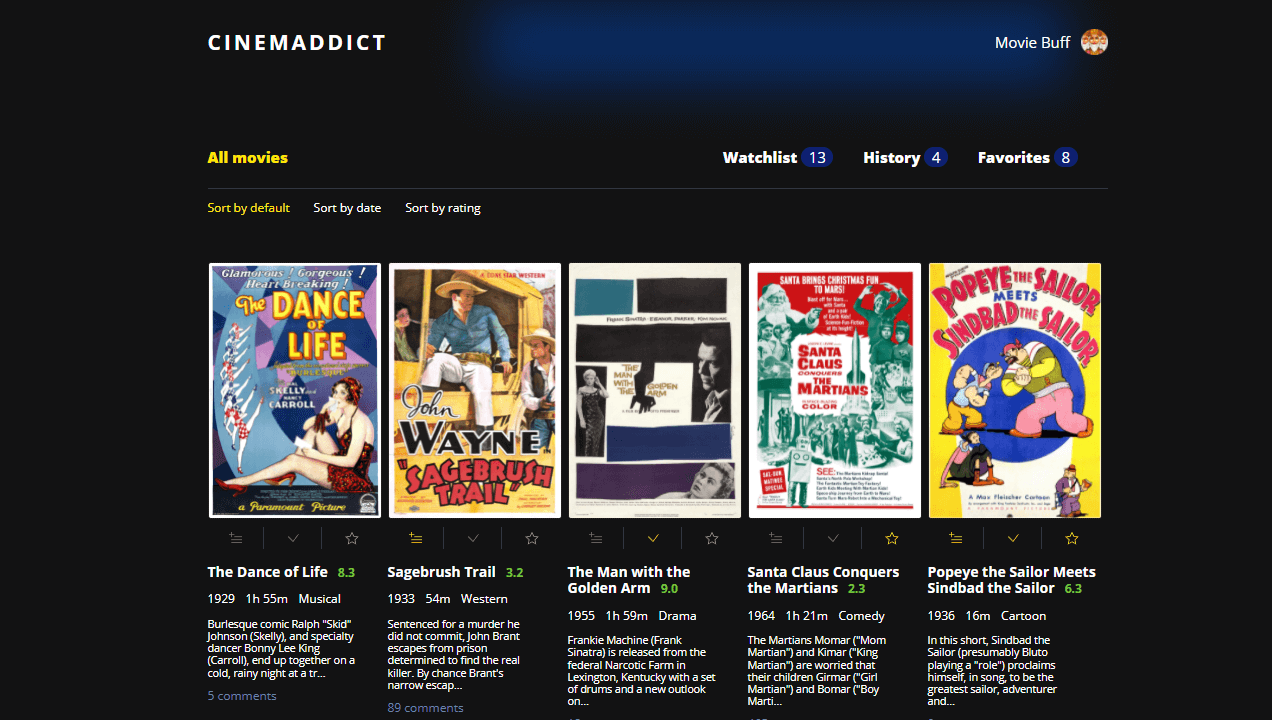 CINEMADDICT
Movie Buff
All movies
Watchlist 13
History 4
Favorites 8
Sort by default
Sort by date
Sort by rating
Glamorous! Gorgeous!
Heart Breaking!
The DANCE
OF
LIFE
SKELLY and
NANCY
CARROLL
a Paramount Picture
A LONE STAR WESTERN
John
WAYNE IN
"SAGEBRUSH
TRAIL"
FRANK SINATRA · ELEANOR PARKER · KIM NOVAK
THE
MAN
WITH
THE
GOLDEN
ARM
SANTA BRINGS CHRISTMAS FUN
TO MARS!
SANTA
CLAUS
CONQUERS
THE
MARTIANS
COLOR
SEE:
POPEYE THE SAILOR
MEETS
SINDBAD THE SAILOR
A Max Fleischer Cartoon
The Dance of Life 8.3
1929 1h 55m Musical
Burlesque comic Ralph "Skid"
Johnson (Skelly), and specialty
dancer Bonny Lee King
(Carroll), end up together on a
cold, rainy night at a tr...
5 comments
Sagebrush Trail 3.2
1933 54m Western
Sentenced for a murder he
did not commit, John Brant
escapes from prison
determined to find the real
killer. By chance Brant's
narrow escap...
89 comments
The Man with the
Golden Arm 9.0
1955 1h 59m Drama
Frankie Machine (Frank
Sinatra) is released from the
federal Narcotic Farm in
Lexington, Kentucky with a set
of drums and a new outlook
on...
Santa Claus Conquers
the Martians 2.3
1964 1h 21m Comedy
The Martians Momar ("Mom
Martian") and Kimar ("King
Martian") are worried that
their children Girmar ("Girl
Martian") and Bomar ("Boy
Marti...
Popeye the Sailor Meets
Sindbad the Sailor 6.3
1936 16m Cartoon
In this short, Sindbad the
Sailor (presumably Bluto
playing a "role") proclaims
himself, in song, to be the
greatest sailor, adventurer
and...